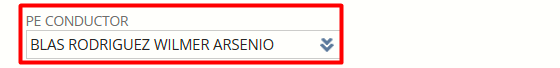 PE CONDUCTOR
BLAS RODRIGUEZ WILMER ARSENIO